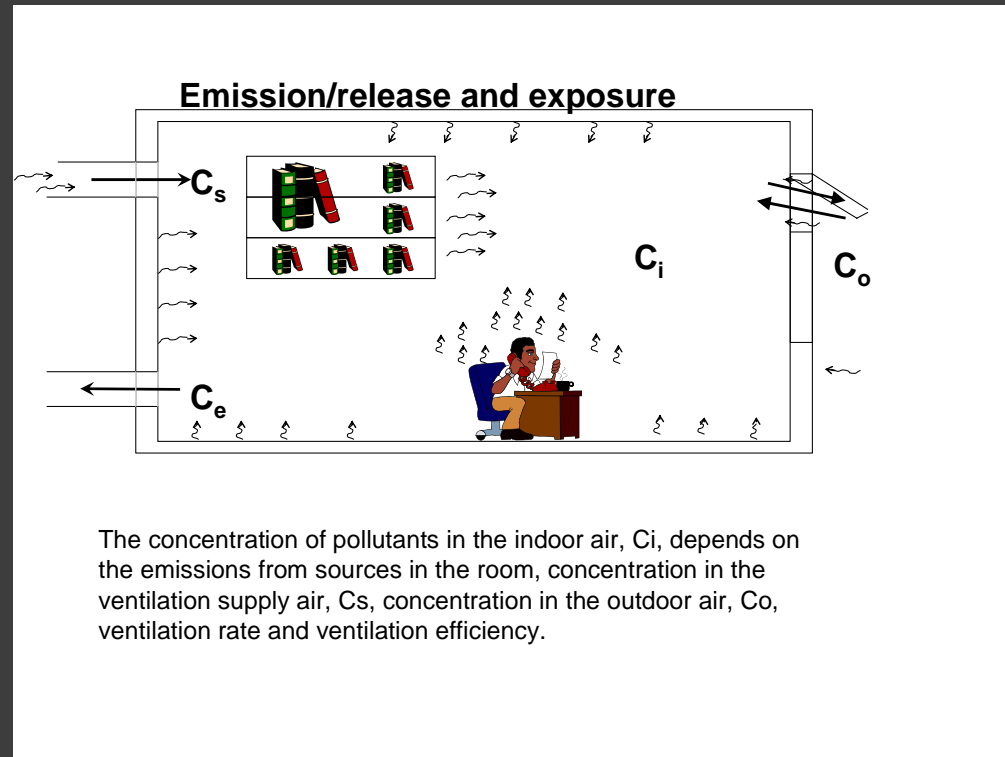 Emission/release and exposure
Cs
Ci
Co
Ce
The concentration of pollutants in the indoor air, Ci, depends on
the emissions from sources in the room, concentration in the
ventilation supply air, Cs, concentration in the outdoor air, Co,
ventilation rate and ventilation efficiency.